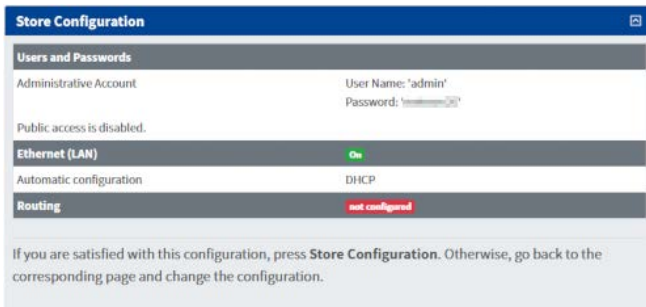 Store Configuration
Users and Passwords
Administrative Account User Name: 'admin'
Password: ' '
Public access is disabled.
Ethernet (LAN) On
Automatic configuration DHCP
Routing not configured
If you are satisfied with this configuration, press Store Configuration. Otherwise, go back to the
corresponding page and change the configuration.